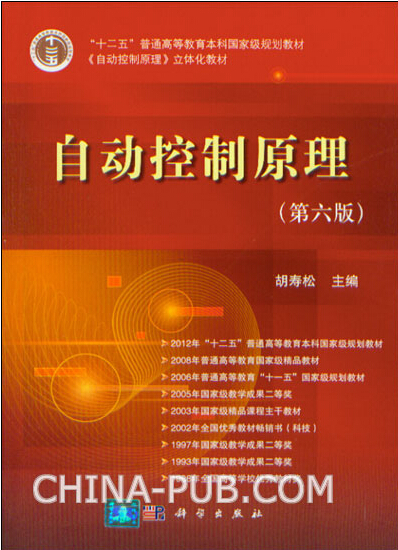 十二五
“十二五”普通高等教育本科国家级规划教材
《自动控制原理》立体化教材
自动控制原理
（第六版）
胡寿松 主编
2012年“十二五”普通高等教育本科国家级规划教材
2008年普通高等教育国家级精品教材
2006年普通高等教育“十一五”国家级规划教材
2005年国家级教学成果二等奖
2003年国家级精品课程主干教材
2002年全国优秀教材畅销书（科技）
1997年国家级教学成果二等奖
1993年国家级教学成果二等奖
CHINA-PUB.COM
科学出版社